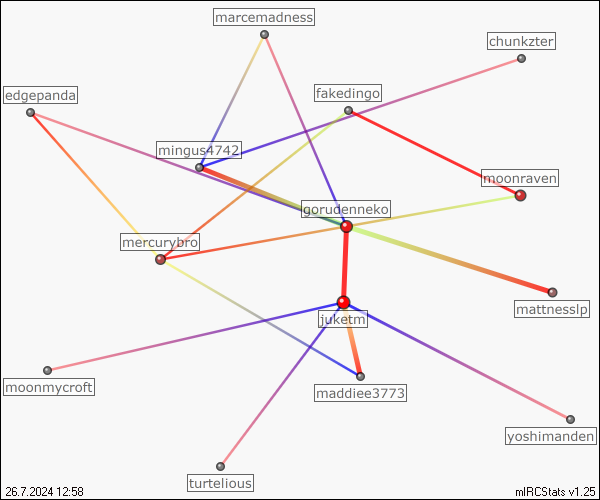 marcemadness
chunkzter
edgepanda
fakedingo
mingus4742
moonraven
gorudenneko
mercurybro
mattnesslp
juketm
moonmycroft
maddiee3773
yoshimanden
turtelious
26.7.2024 12:58
mIRCStats v1.25